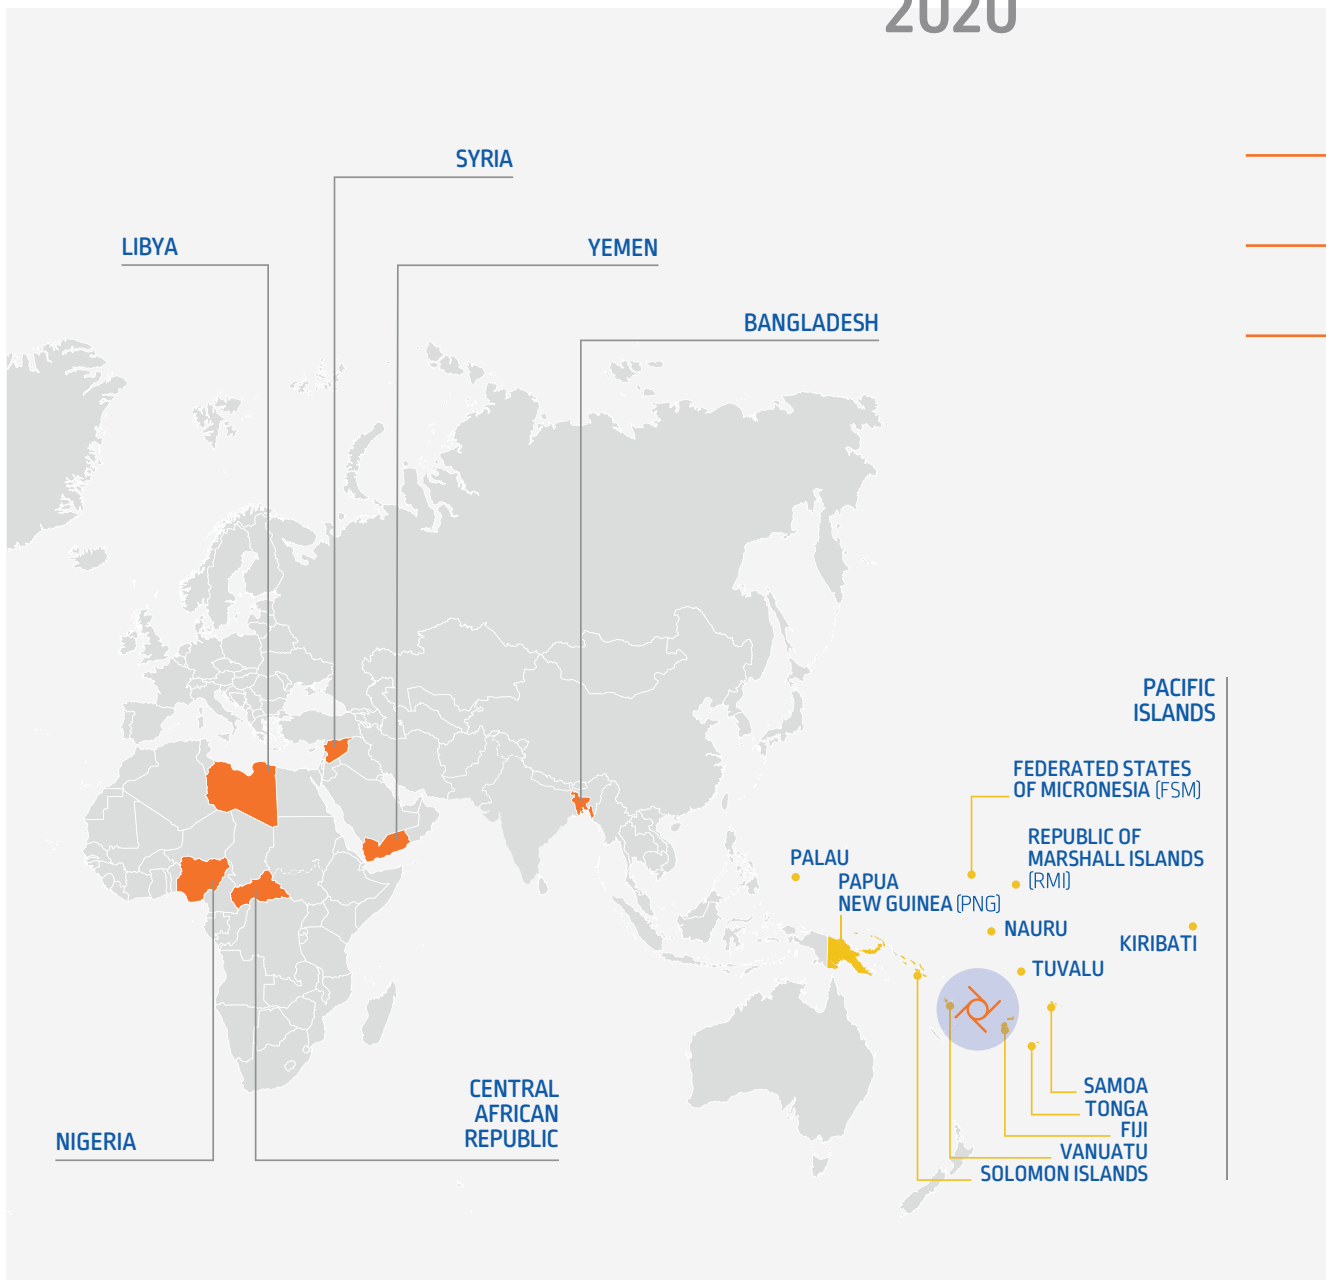 2020
SYRIA
LIBYA
YEMEN
BANGLADESH
PACIFIC
ISLANDS
FEDERATED STATES
OF MICRONESIA (FSM)
REPUBLIC OF
MARSHALL ISLANDS
(RMI)
PALAU
PAPUA
NEW GUINEA (PNG)
NAURU
KIRIBATI
TUVALU
SAMOA
TONGA
FIJI
VANUATU
SOLOMON ISLANDS
CENTRAL
AFRICAN
REPUBLIC
NIGERIA